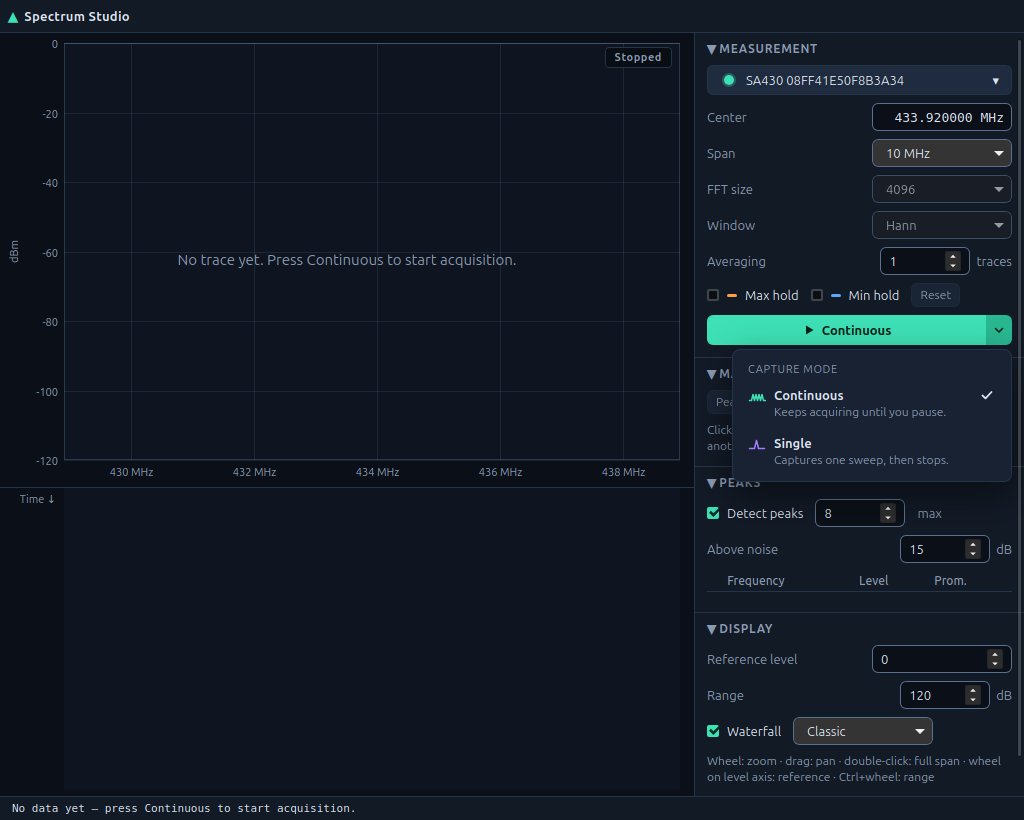 Spectrum Studio
0
-20
-40
-60
-80
-100
-120
dBm
Stopped
No trace yet. Press Continuous to start acquisition.
430 MHz
432 MHz
434 MHz
436 MHz
438 MHz
Time ↓
▼ MEASUREMENT
SA430 08FF41E50F8B3A34
Center 433.920000 MHz
Span 10 MHz
FFT size 4096
Window Hann
Averaging 1 traces
Max hold Min hold Reset
Continuous
CAPTURE MODE
Continuous
Keeps acquiring until you pause.
Single
Captures one sweep, then stops.
Click
▼ PEAKS
Detect peaks 8 max
Above noise 15 dB
Frequency Level Prom.
▼ DISPLAY
Reference level 0
Range 120 dB
Waterfall Classic
Wheel: zoom · drag: pan · double-click: full span · wheel
on level axis: reference · Ctrl+wheel: range
No data yet — press Continuous to start acquisition.